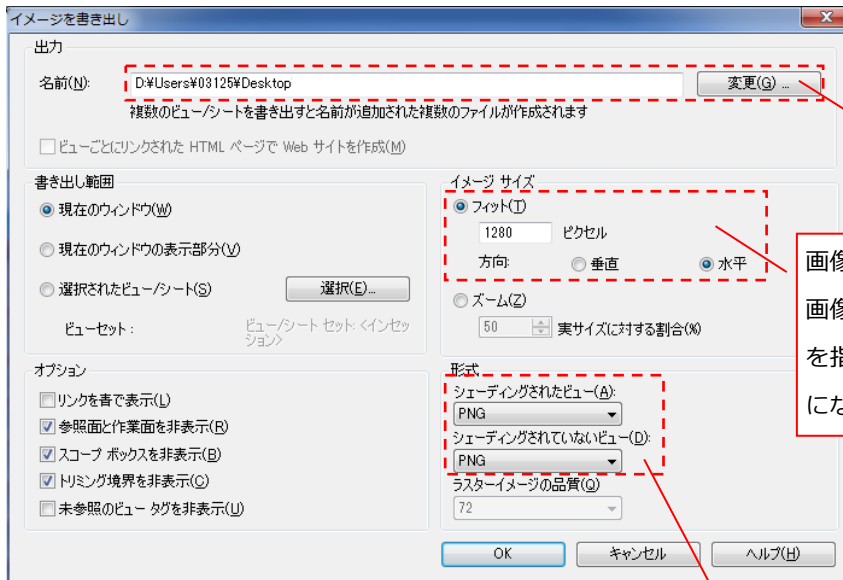 イメージを書き出し
出力
名前(N):
D:¥Users¥03125¥Desktop
変更(G) ...
複数のビュー/シートを書き出すと名前が追加された複数のファイルが作成されます
ビューごとにリンクされた HTML ページで Web サイトを作成(M)
書き出し範囲
現在のウィンドウ(W)
現在のウィンドウの表示部分(V)
選択されたビュー/シート(S)
選択(E)...
ビューセット :
ビュー/シート セット: <インセッ
ション>
イメージ サイズ
フィット(T)
1280 ピクセル
方向: 垂直 水平
ズーム(Z)
50 実サイズに対する割合(%)
画像
画像
を指
にな
オプション
リンクを青で表示(L)
参照面と作業面を非表示(R)
スコープ ボックスを非表示(B)
トリミング境界を非表示(C)
未参照のビュー タグを非表示(U)
形式
シェーディングされたビュー(A):
PNG
シェーディングされていないビュー(D):
PNG
ラスターイメージの品質(Q)
72
OK キャンセル ヘルプ(H)